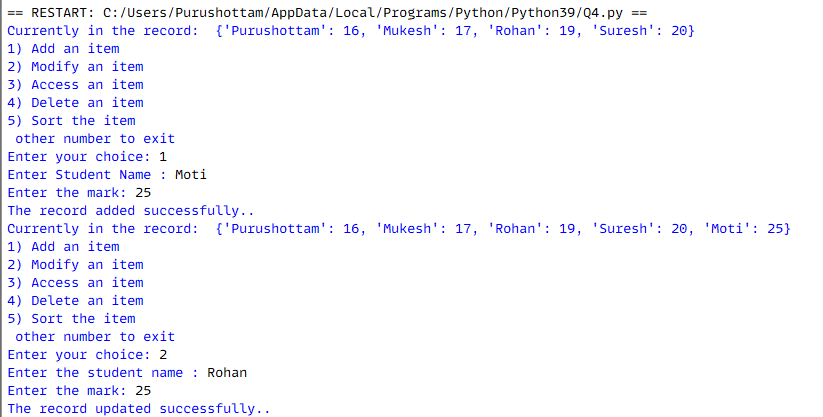 == RESTART: C:/Users/Purushottam/AppData/Local/Programs/Python/Python39/Q4.py ==
Currently in the record:  {'Purushottam': 16, 'Mukesh': 17, 'Rohan': 19, 'Suresh': 20}
1) Add an item
2) Modify an item
3) Access an item
4) Delete an item
5) Sort the item
 other number to exit
Enter your choice: 1
Enter Student Name : Moti
Enter the mark: 25
The record added successfully..
Currently in the record:  {'Purushottam': 16, 'Mukesh': 17, 'Rohan': 19, 'Suresh': 20, 'Moti': 25}
1) Add an item
2) Modify an item
3) Access an item
4) Delete an item
5) Sort the item
 other number to exit
Enter your choice: 2
Enter the student name : Rohan
Enter the mark: 25
The record updated successfully..